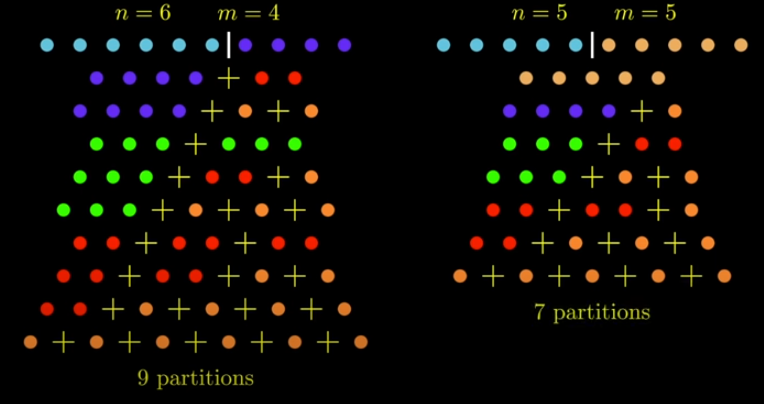 n = 6 m = 4
n = 5 m = 5
7 partitions
9 partitions